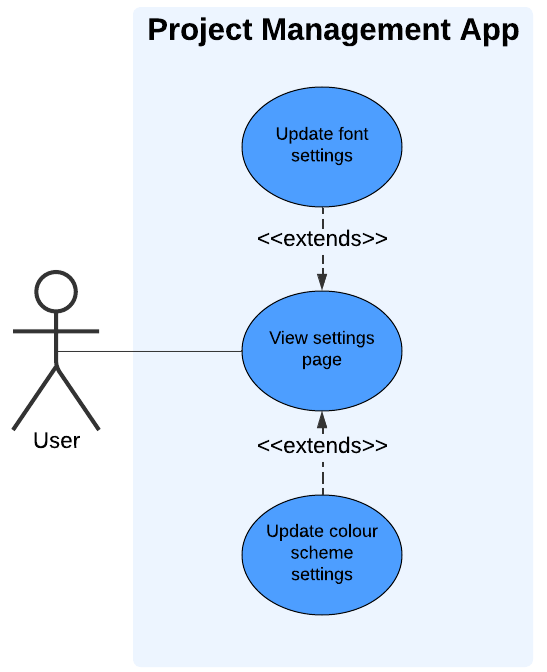 Project Management App
Update font
settings
<<extends>>
View settings
page
User
<<extends>>
Update colour
scheme
settings